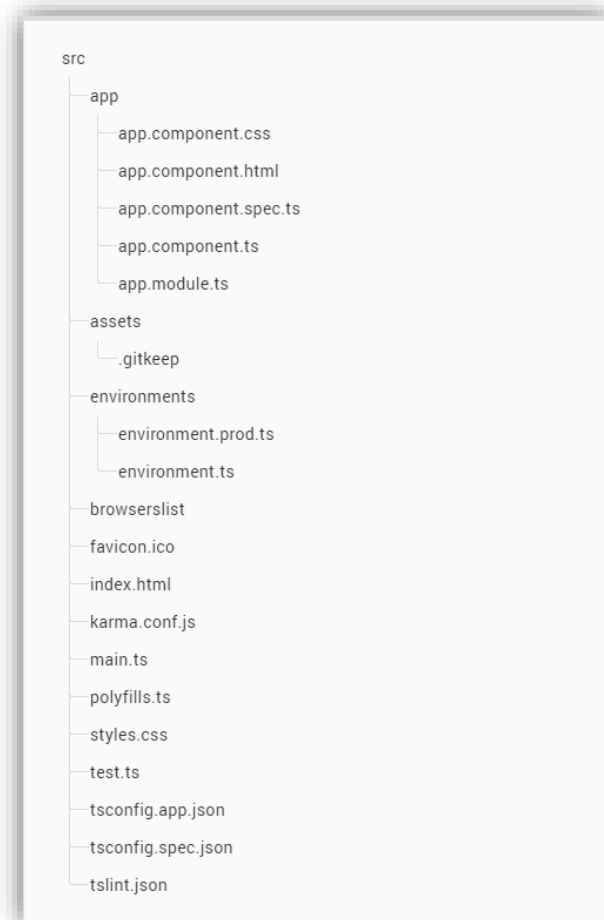 src
app
app.component.css
app.component.html
app.component.spec.ts
app.component.ts
app.module.ts
assets
.gitkeep
environments
environment.prod.ts
environment.ts
browserslist
favicon.ico
index.html
karma.conf.js
main.ts
polyfills.ts
styles.css
test.ts
tsconfig.app.json
tsconfig.spec.json
tslint.json